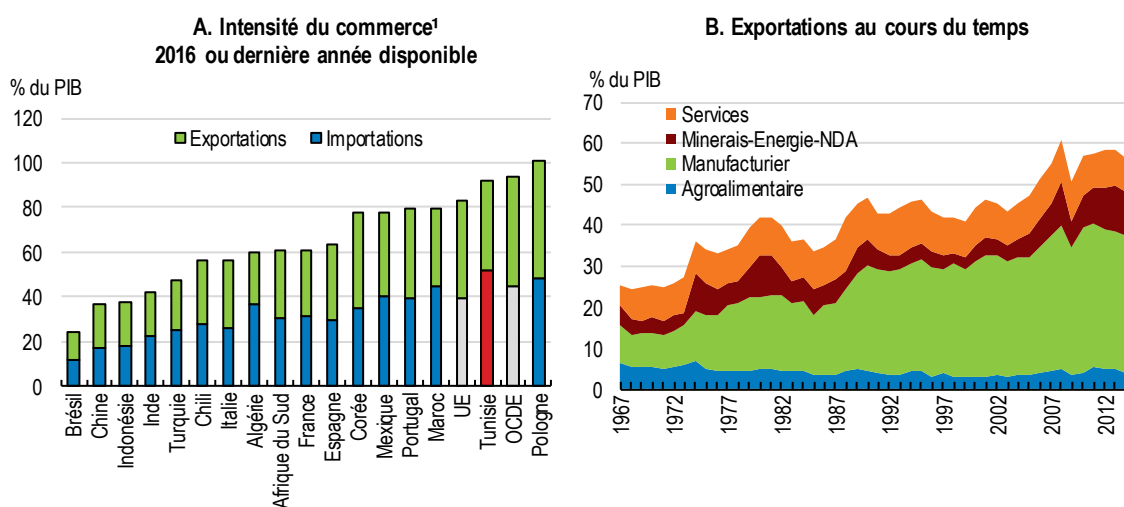 A. Intensité du commerce¹
2016 ou dernière année disponible
% du PIB
120
100
80
60
40
20
0
Exportations
Importations
Brésil
Chine
Indonésie
Inde
Turquie
Chili
Italie
Algérie
Afrique du Sud
France
Espagne
Corée
Mexique
Portugal
Maroc
UE
Tunisie
OCDE
Pologne
B. Exportations au cours du temps
% du PIB
70
60
50
40
30
20
10
0
Services
Minerais-Energie-NDA
Manufacturier
Agroalimentaire
1967
1972
1977
1982
1987
1992
1997
2002
2007
2012